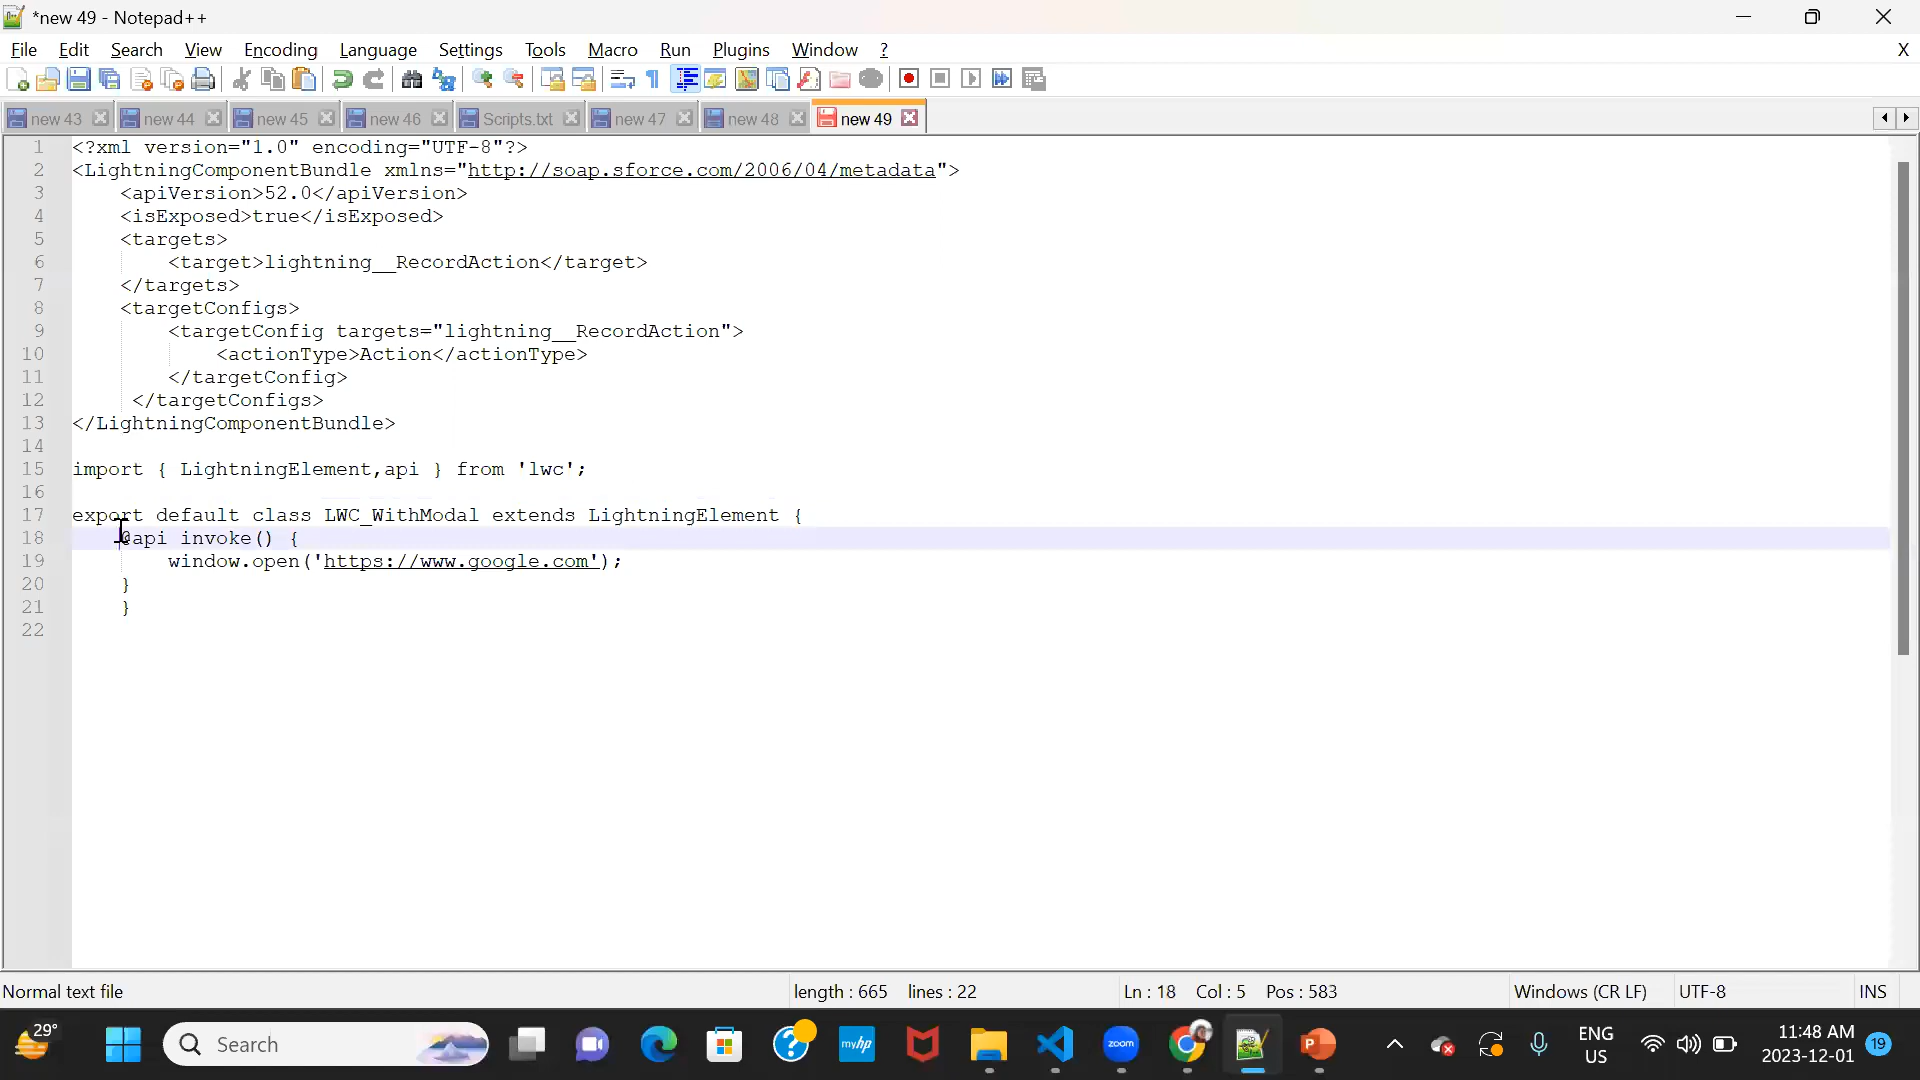 *new 49 - Notepad++
File Edit Search View Encoding Language Settings Tools Macro Run Plugins Window ? X
new 43 new 44 new 45 new 46 Scripts.txt new 47 new 48 new 49
1 <?xml version="1.0" encoding="UTF-8"?>
2 <LightningComponentBundle xmlns="http://soap.sforce.com/2006/04/metadata">
3 <apiVersion>52.0</apiVersion>
4 <isExposed>true</isExposed>
5 <targets>
6 <target>lightning__RecordAction</target>
7 </targets>
8 <targetConfigs>
9 <targetConfig targets="lightning__RecordAction">
10 <actionType>Action</actionType>
11 </targetConfig>
12 </targetConfigs>
13 </LightningComponentBundle>
14
15 import { LightningElement,api } from 'lwc';
16
17 export default class LWC_WithModal extends LightningElement {
18 @api invoke() {
19 window.open('https://www.google.com');
20 }
21 }
22
Normal text file length : 665 lines : 22 Ln : 18 Col : 5 Pos : 583 Windows (CR LF) UTF-8 INS
29° Search myhp zoom ENG US 11:48 AM 2023-12-01 19